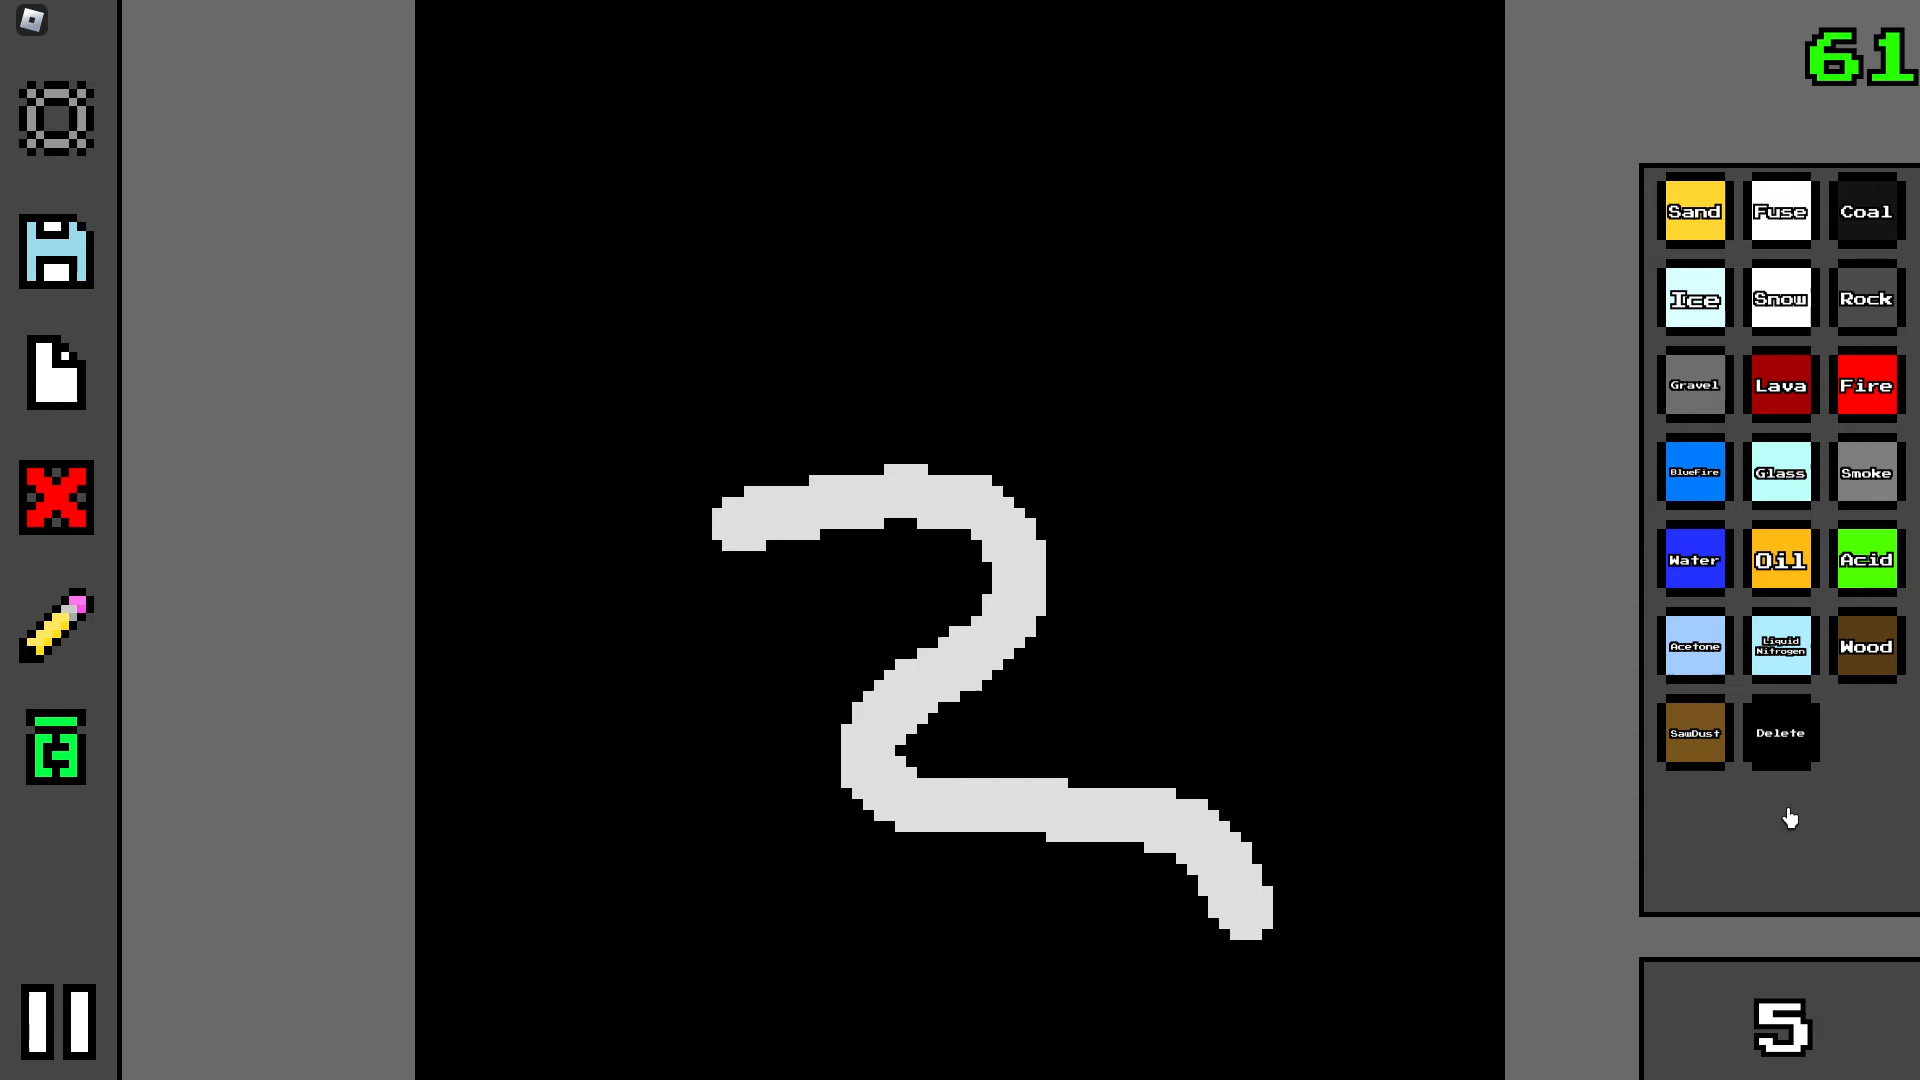 61
Sand Fuse Coal
Ice Snow Rock
Gravel Lava Fire
BlueFire Glass Smoke
Water Oil Acid
Acetone Liquid Nitrogen Wood
SawDust Delete
5